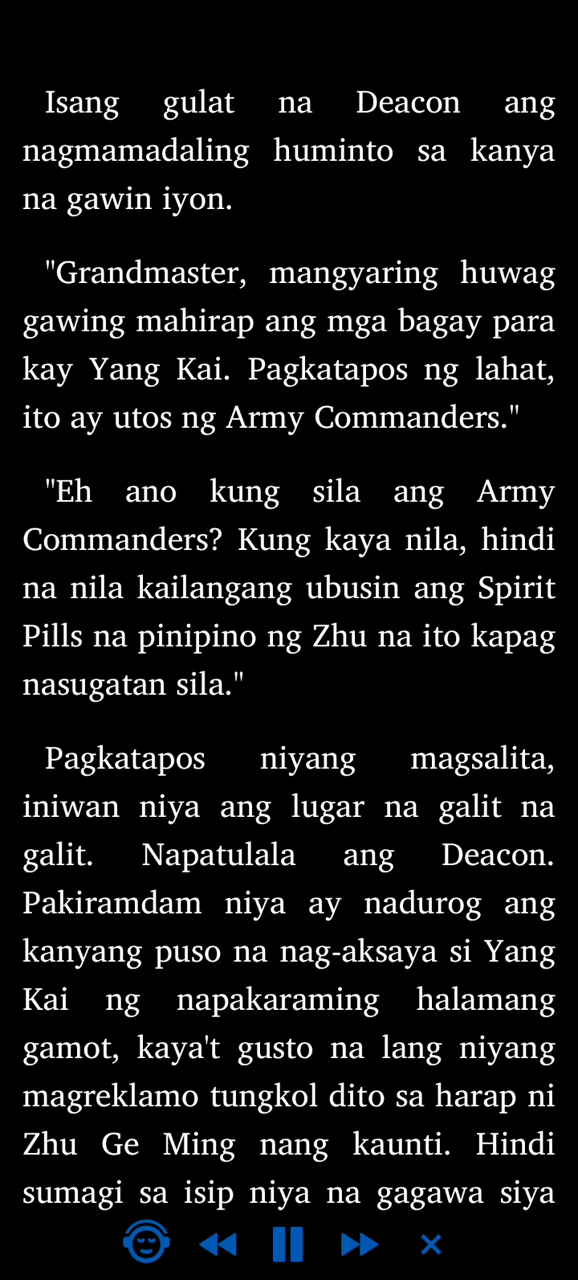 Isang gulat na Deacon ang
nagmamadaling huminto sa kanya
na gawin iyon.
"Grandmaster, mangyaring huwag
gawing mahirap ang mga bagay para
kay Yang Kai. Pagkatapos ng lahat,
ito ay utos ng Army Commanders."
"Eh ano kung sila ang Army
Commanders? Kung kaya nila, hindi
na nila kailangang ubusin ang Spirit
Pills na pinipino ng Zhu na ito kapag
nasugatan sila."
Pagkatapos niyang magsalita,
iniwan niya ang lugar na galit na
galit. Napatulala ang Deacon.
Pakiramdam niya ay nadurog ang
kanyang puso na nag-aksaya si Yang
Kai ng napakaraming halamang
gamot, kaya't gusto na lang niyang
magreklamo tungkol dito sa harap ni
Zhu Ge Ming nang kaunti. Hindi
sumagi sa isip niya na gagawa siya